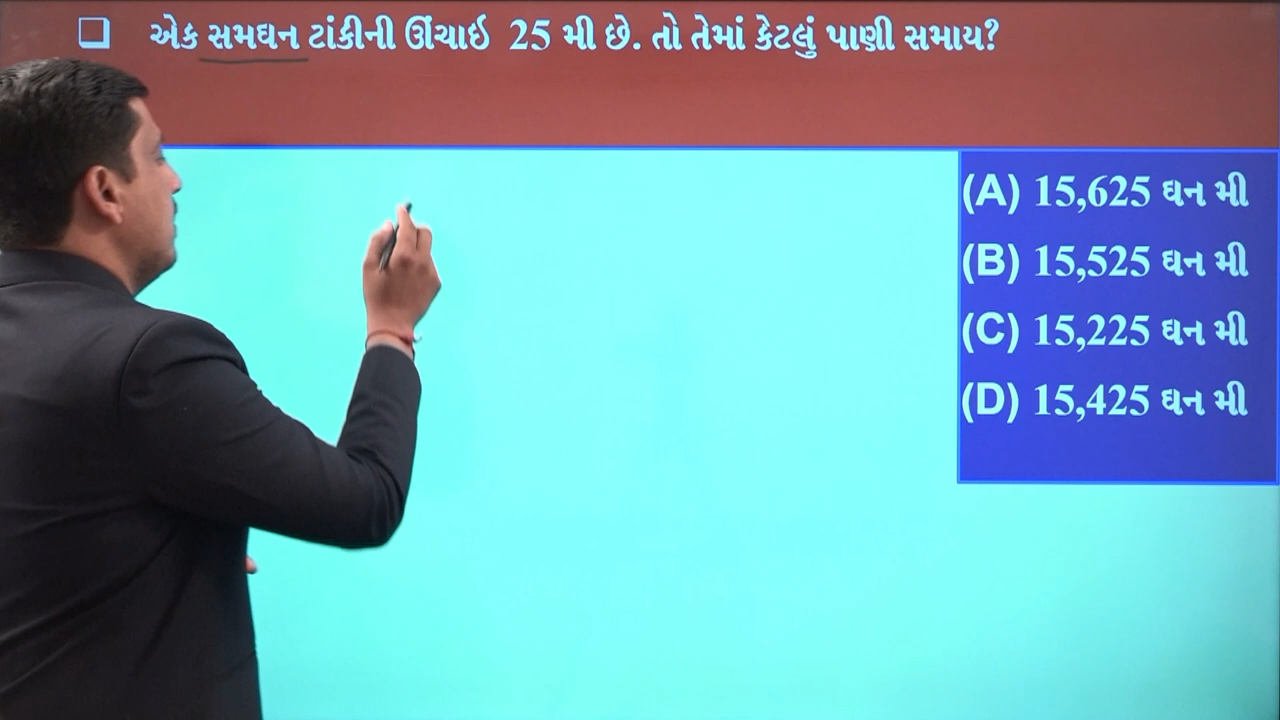 ❑ એક સમઘન ટાંકીની ઊંચાઇ 25 મી છે. તો તેમાં કેટલું પાણી સમાય?
(A) 15,625 ઘન મી
(B) 15,525 ઘન મી
(C) 15,225 ઘન મી
(D) 15,425 ઘન મી